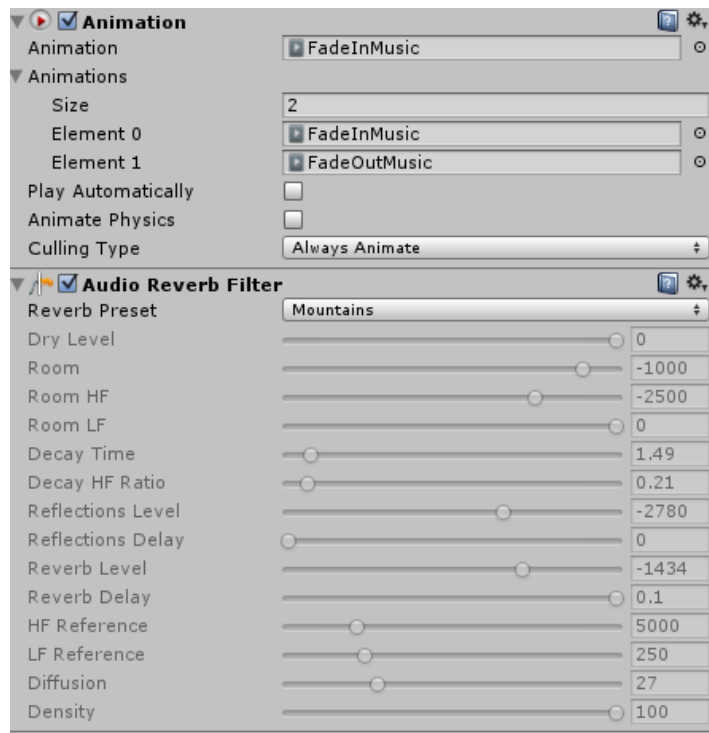 Animation
Animation FadeInMusic
Animations
Size 2
Element 0 FadeInMusic
Element 1 FadeOutMusic
Play Automatically
Animate Physics
Culling Type Always Animate
Audio Reverb Filter
Reverb Preset Mountains
Dry Level 0
Room -1000
Room HF -2500
Room LF 0
Decay Time 1.49
Decay HF Ratio 0.21
Reflections Level -2780
Reflections Delay 0
Reverb Level -1434
Reverb Delay 0.1
HF Reference 5000
LF Reference 250
Diffusion 27
Density 100